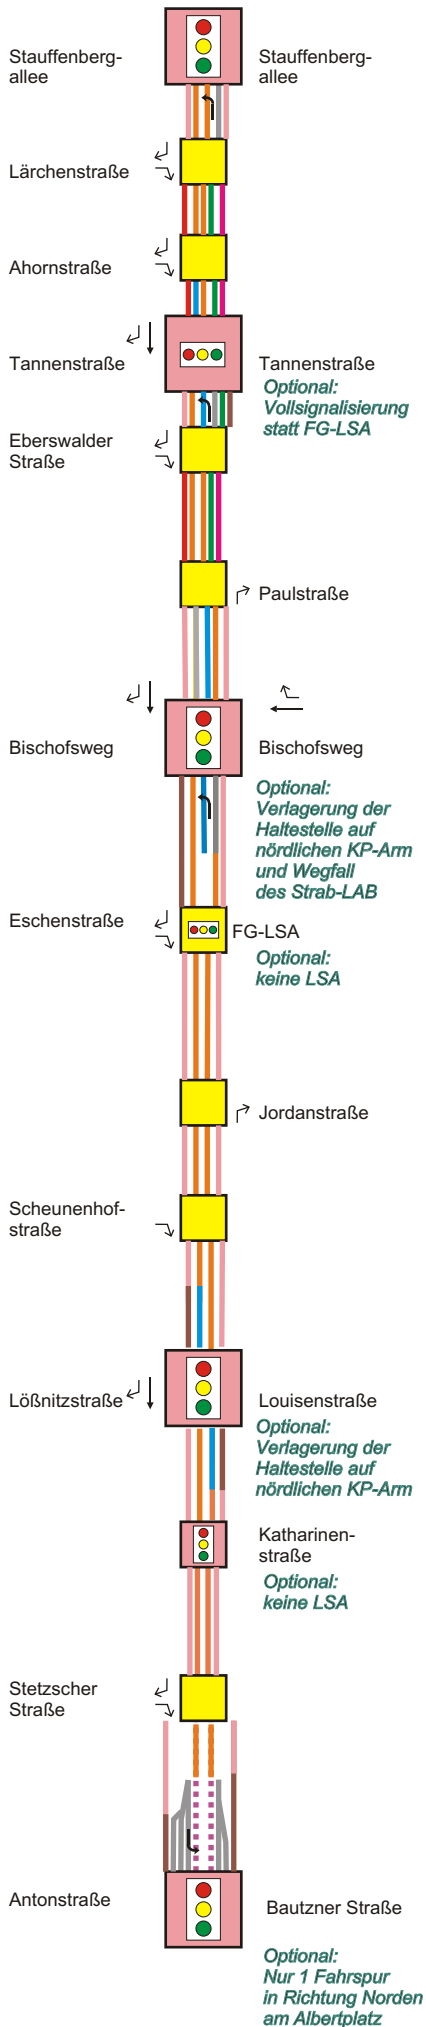 Stauffenberg-
allee
Stauffenberg-
allee
Lärchenstraße
Ahornstraße
Tannenstraße
Tannenstraße
Optional:
Vollsignalisierung
statt FG-LSA
Eberswalder
Straße
Paulstraße
Bischofsweg
Bischofsweg
Optional:
Verlagerung der
Haltestelle auf
nördlichen KP-Arm
und Wegfall
des Strab-LAB
Eschenstraße
FG-LSA
Optional:
keine LSA
Jordanstraße
Scheunenhof-
straße
Lößnitzstraße
Louisenstraße
Optional:
Verlagerung der
Haltestelle auf
nördlichen KP-Arm
Katharinen-
straße
Optional:
keine LSA
Stetzscher
Straße
Antonstraße
Bautzner Straße
Optional:
Nur 1 Fahrspur
in Richtung Norden
am Albertplatz